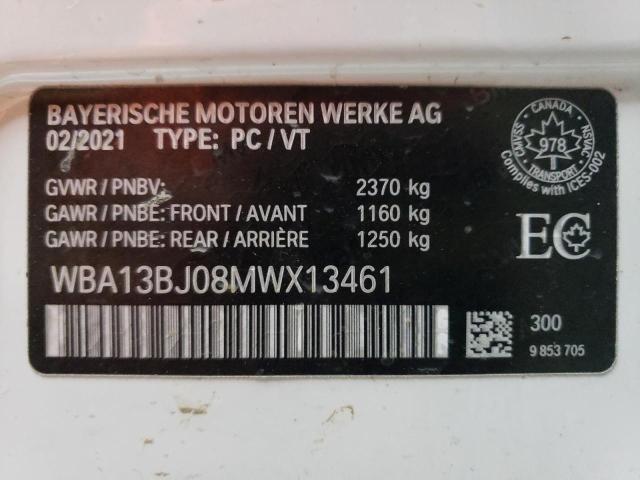 BAYERISCHE MOTOREN WERKE AG
02/2021 TYPE: PC / VT
GVWR / PNBV: 2370 kg
GAWR / PNBE: FRONT / AVANT 1160 kg
GAWR / PNBE: REAR / ARRIÈRE 1250 kg
WBA13BJ08MWX13461
CANADA
CMVSS
978
NSVAC
TRANSPORT
Complies with ICES-002
EC
300
9 853 705